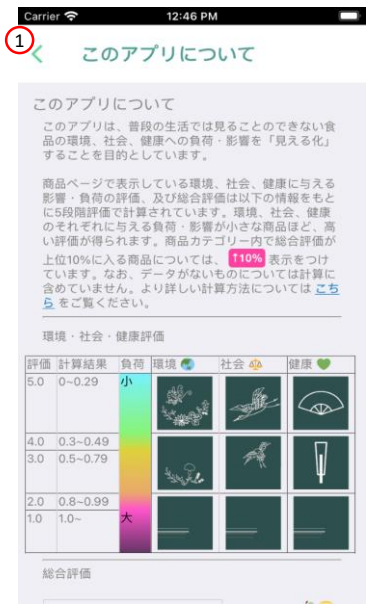 Carrier 12:46 PM
1
このアプリについて
このアプリについて
このアプリは、普段の生活では見ることのできない食
品の環境、社会、健康への負荷・影響を「見える化」
することを目的としています。
商品ページで表示している環境、社会、健康に与える
影響・負荷の評価、及び総合評価は以下の情報をもと
に5段階評価で計算されています。環境、社会、健康
のそれぞれに与える負荷・影響が小さな商品ほど、高
い評価が得られます。商品カテゴリー内で総合評価が
上位10%に入る商品については、 ↑10% 表示をつけ
ています。なお、データがないものについては計算に
含めていません。より詳しい計算方法については こち
ら をご覧ください。
環境・社会・健康評価
評価 計算結果 負荷 環境 社会 健康
5.0 0~0.29 小
4.0 0.3~0.49
3.0 0.5~0.79
2.0 0.8~0.99
1.0 1.0~ 大
総合評価